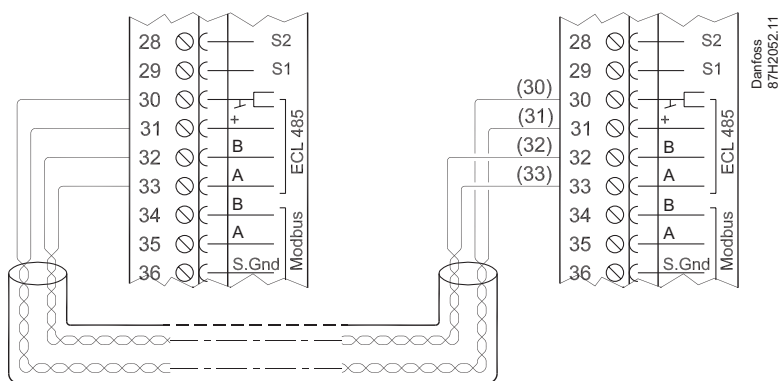 28 S2
29 S1
30
31 +
32 B
33 A
34 B
35 A
36 S.Gnd
ECL 485
Modbus
(30)
(31)
(32)
(33)
28 S2
29 S1
30
31 +
32 B
33 A
34 B
35 A
36 S.Gnd
ECL 485
Modbus
Danfoss
87H2052.11